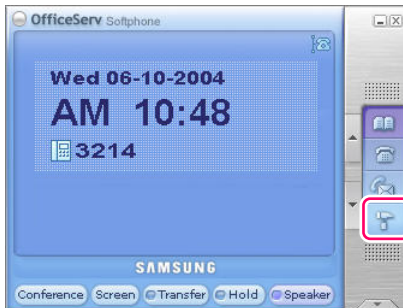 OfficeServ Softphone
Wed 06-10-2004
AM 10:48
3214
SAMSUNG
Conference Screen Transfer Hold Speaker